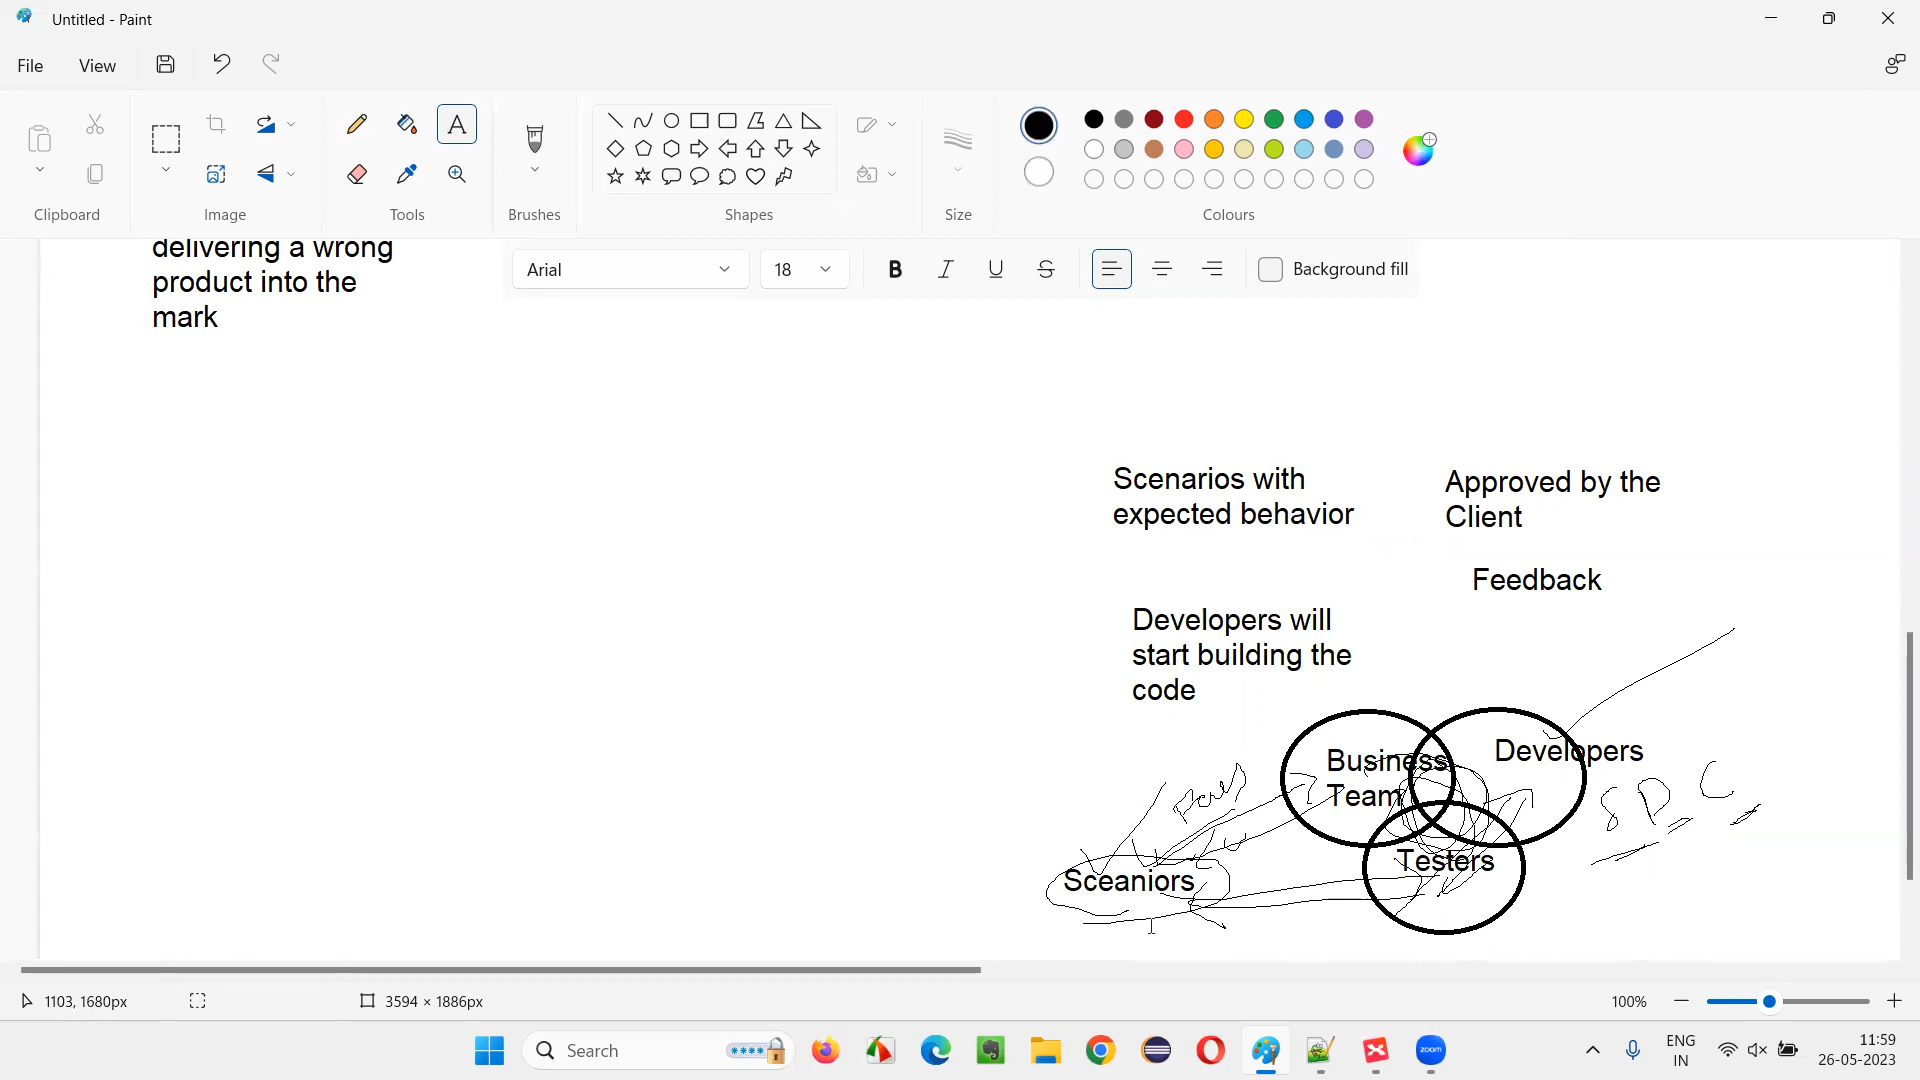 Untitled - Paint
File
View
Clipboard
Image
Tools
Brushes
Shapes
Size
Colours
Arial
18
B
I
U
S
Background fill
delivering a wrong
product into the
mark
Scenarios with
expected behavior
Approved by the
Client
Feedback
Developers will
start building the
code
Business
Team
Developers
Testers
Sceaniors
1103, 1680px
3594 × 1886px
100%
Search
zoom
ENG
IN
11:59
26-05-2023